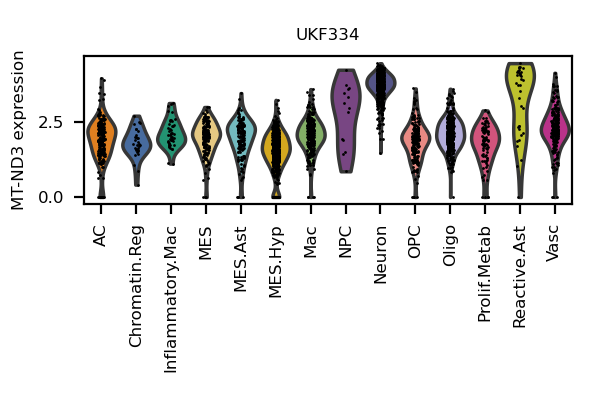 UKF334
MT-ND3 expression
2.5
0.0
AC
Chromatin.Reg
Inflammatory.Mac
MES
MES.Ast
MES.Hyp
Mac
NPC
Neuron
OPC
Oligo
Prolif.Metab
Reactive.Ast
Vasc